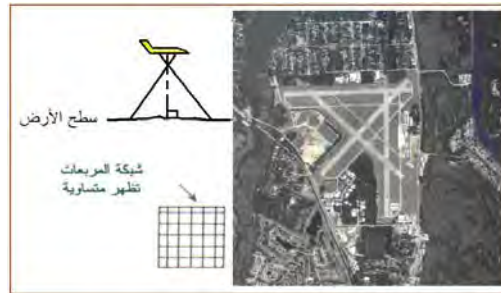 سطح الأرض
شبكة المربعات
تظهر متساوية